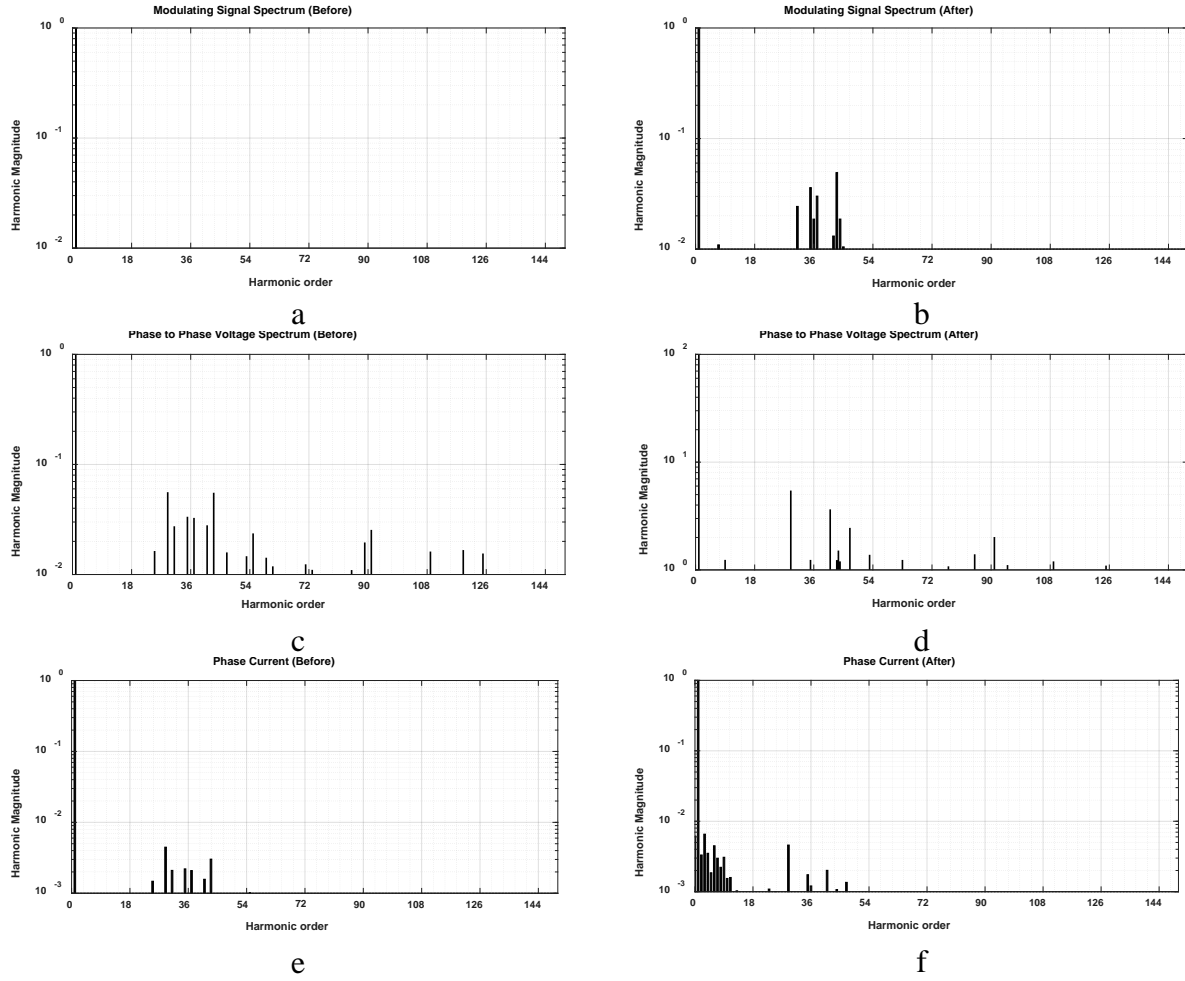 Modulating Signal Spectrum (Before)
10 0
10 -1
10 -2
Harmonic Magnitude
0 18 36 54 72 90 108 126 144
Harmonic order
a
Modulating Signal Spectrum (After)
10 0
10 -1
10 -2
Harmonic Magnitude
0 18 36 54 72 90 108 126 144
Harmonic order
b
Phase to Phase Voltage Spectrum (Before)
10 0
10 -1
10 -2
Harmonic Magnitude
0 18 36 54 72 90 108 126 144
Harmonic order
c
Phase to Phase Voltage Spectrum (After)
10 2
10 1
10 0
Harmonic Magnitude
0 18 36 54 72 90 108 126 144
Harmonic order
d
Phase Current (Before)
10 0
10 -1
10 -2
10 -3
Harmonic Magnitude
0 18 36 54 72 90 108 126 144
Harmonic order
e
Phase Current (After)
10 0
10 -1
10 -2
10 -3
Harmonic Magnitude
0 18 36 54 72 90 108 126 144
Harmonic order
f